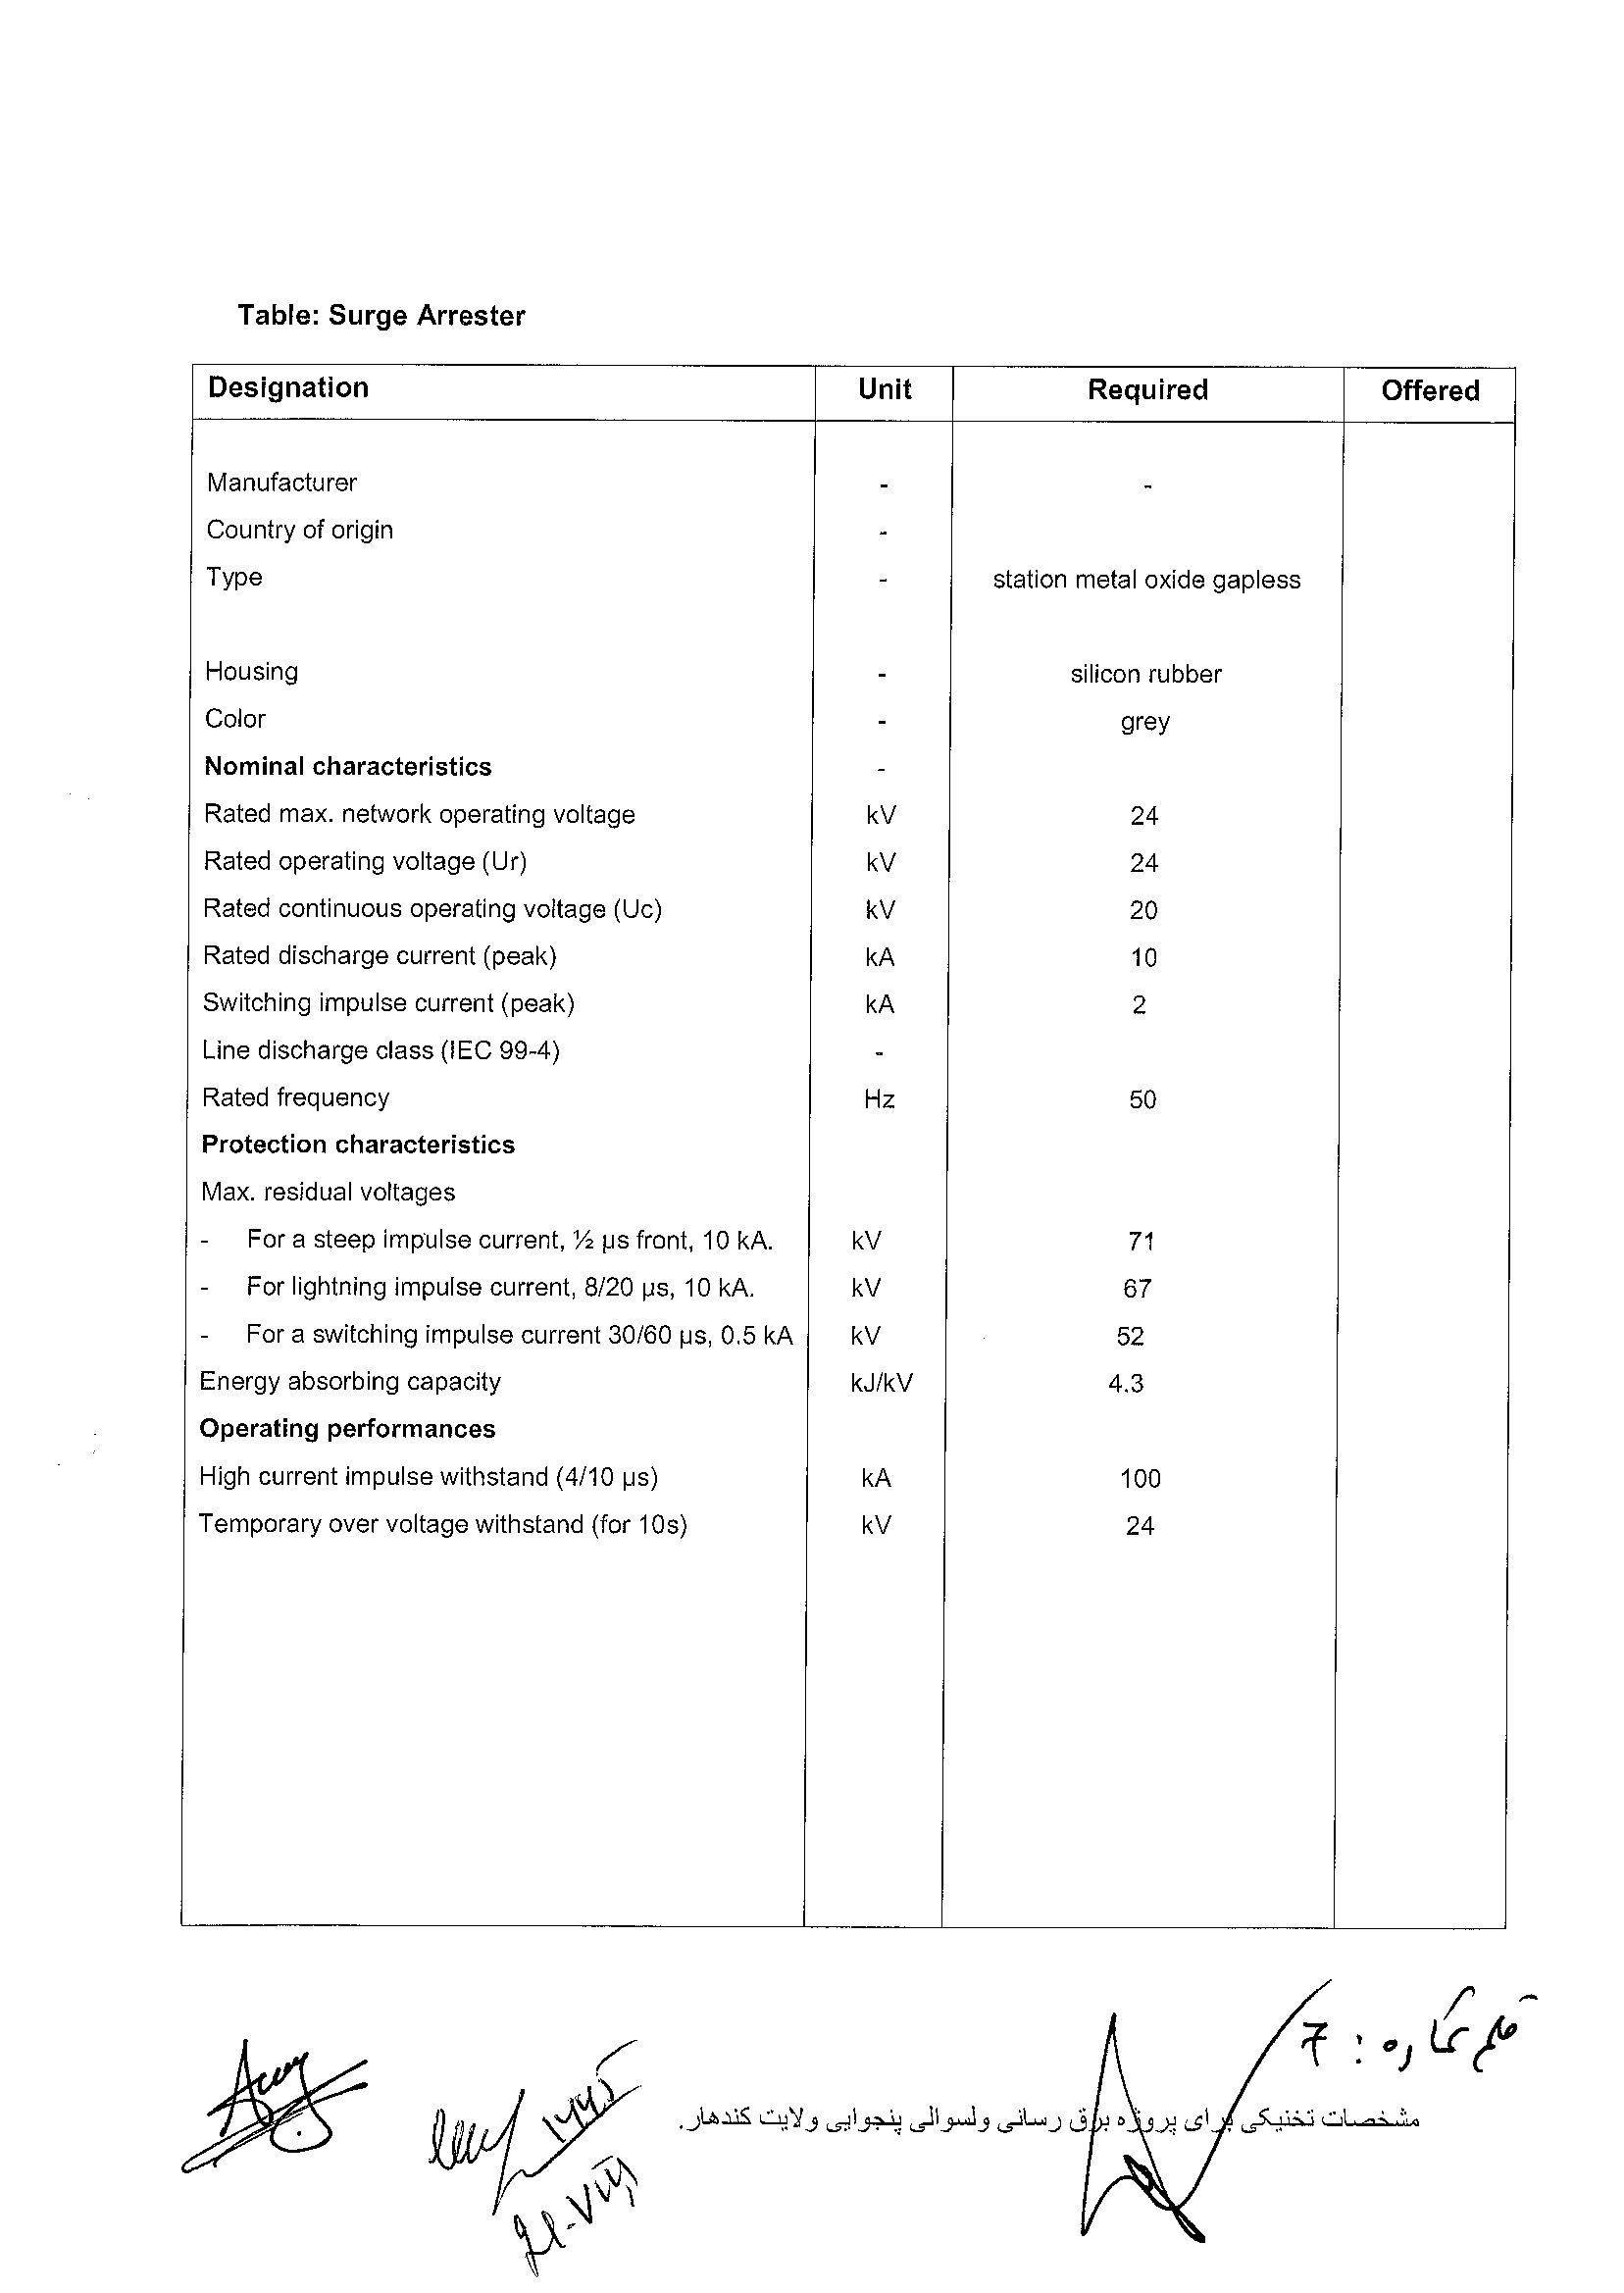 Table: Surge Arrester
Designation Unit Required Offered
Manufacturer - -
Country of origin -
Type - station metal oxide gapless
Housing - silicon rubber
Color - grey
Nominal characteristics -
Rated max. network operating voltage kV 24
Rated operating voltage (Ur) kV 24
Rated continuous operating voltage (Uc) kV 20
Rated discharge current (peak) kA 10
Switching impulse current (peak) kA 2
Line discharge class (IEC 99-4) -
Rated frequency Hz 50
Protection characteristics
Max. residual voltages
- For a steep impulse current, ½ µs front, 10 kA. kV 71
- For lightning impulse current, 8/20 µs, 10 kA. kV 67
- For a switching impulse current 30/60 µs, 0.5 kA kV 52
Energy absorbing capacity kJ/kV 4.3
Operating performances
High current impulse withstand (4/10 µs) kA 100
Temporary over voltage withstand (for 10s) kV 24
مشخصات تخنیکی برای پروژه برق رسانی ولسوالی پنجوایی ولایت کندهار.